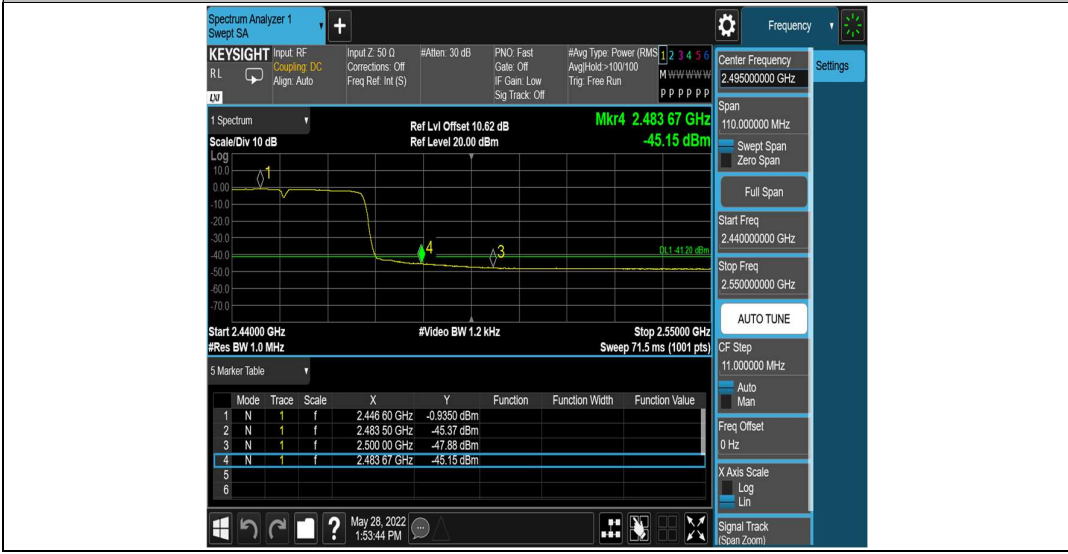 Spectrum Analyzer 1
Swept SA
+
Frequency
KEYSIGHT
RL
LXI
Input: RF
Coupling: DC
Align: Auto
Input Z: 50 Ω
Corrections: Off
Freq Ref: Int (S)
#Atten: 30 dB
PNO: Fast
Gate: Off
IF Gain: Low
Sig Track: Off
#Avg Type: Power (RMS
Avg|Hold:>100/100
Trig: Free Run
1 2 3 4 5 6
M W W W W W
P P P P P P
1 Spectrum
Scale/Div 10 dB
Ref Lvl Offset 10.62 dB
Ref Level 20.00 dBm
Mkr4 2.483 67 GHz
-45.15 dBm
Log
10.0
0.00
-10.0
-20.0
-30.0
-40.0
-50.0
-60.0
-70.0
1
4
3
DL1 -41.20 dBm
Start 2.44000 GHz
#Video BW 1.2 kHz
Stop 2.55000 GHz
#Res BW 1.0 MHz
Sweep 71.5 ms (1001 pts)
5 Marker Table
Mode Trace Scale X Y Function Function Width Function Value
1 N 1 f 2.446 60 GHz -0.9350 dBm
2 N 1 f 2.483 50 GHz -45.37 dBm
3 N 1 f 2.500 00 GHz -47.88 dBm
4 N 1 f 2.483 67 GHz -45.15 dBm
5
6
?
May 28, 2022
1:53:44 PM
Center Frequency
2.495000000 GHz
Settings
Span
110.000000 MHz
Swept Span
Zero Span
Full Span
Start Freq
2.440000000 GHz
Stop Freq
2.550000000 GHz
AUTO TUNE
CF Step
11.000000 MHz
Auto
Man
Freq Offset
0 Hz
X Axis Scale
Log
Lin
Signal Track
(Span Zoom)